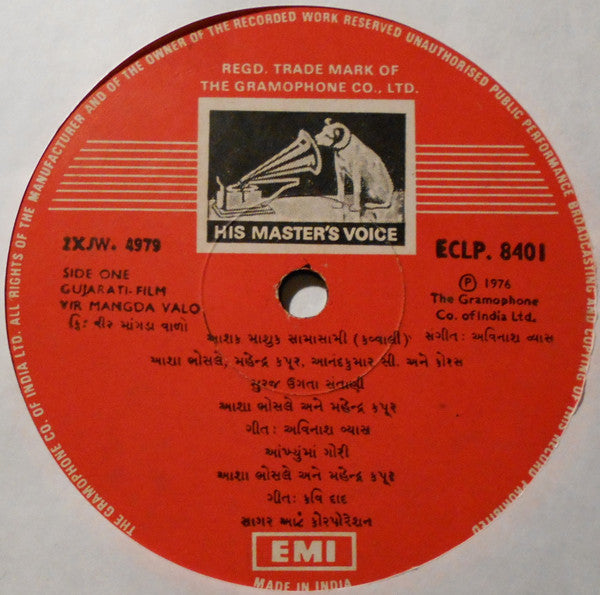 THE GRAMOPHONE CO. OF INDIA LTD. ALL RIGHTS OF THE MANUFACTURER AND OF THE OWNER OF THE RECORDED WORK RESERVED UNAUTHORISED PUBLIC PERFORMANCE BROADCASTING AND COPYING OF THIS RECORD PROHIBITED
REGD. TRADE MARK OF
THE GRAMOPHONE CO., LTD.
HIS MASTER'S VOICE
2XJW. 4979
ECLP. 8401
SIDE ONE
GUJARATI-FILM
VIR MANGDA VALO
ફિ: વીર માંગડા વાળો
℗ 1976
The Gramophone
Co. of India Ltd.
આશક માશુક સામાસામી (કવ્વાલી) સંગીત: અવિનાશ વ્યાસ
આશા ભોસલે, મહેન્દ્ર કપૂર, આનંદકુમાર સી. અને કોરસ
સુરજ ઉગતા સંતાણી
આશા ભોસલે અને મહેન્દ્ર કપૂર
ગીત: અવિનાશ વ્યાસ
આંખ્યુંમાં ગોરી
આશા ભોસલે અને મહેન્દ્ર કપૂર
ગીત: કવિ દાદ
સાગર આર્ટ કોરપોરેશન
EMI
MADE IN INDIA